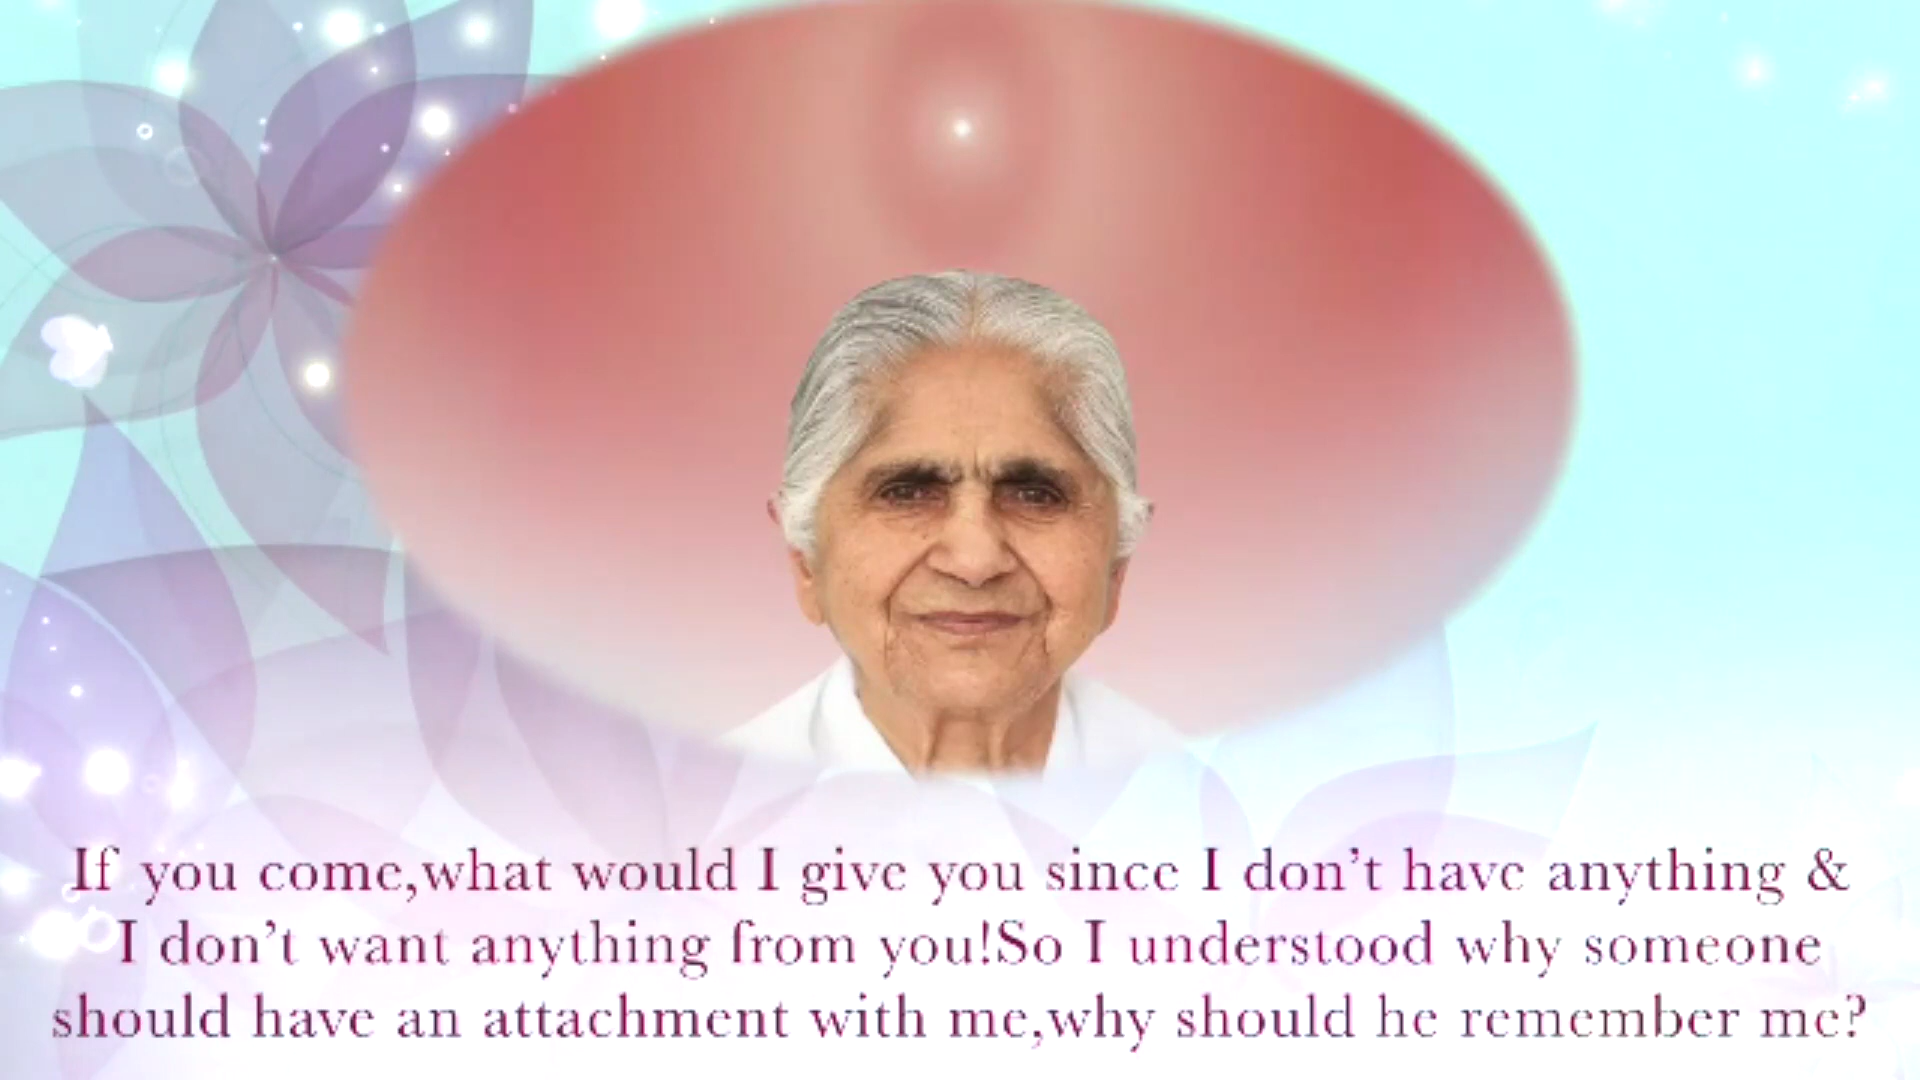 If you come,what would I give you since I don't have anything &
I don't want anything from you!So I understood why someone
should have an attachment with me,why should he remember me?